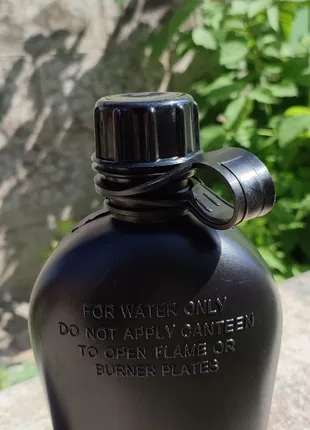 FOR WATER ONLY
DO NOT APPLY CANTEEN
TO OPEN FLAME OR
BURNER PLATES